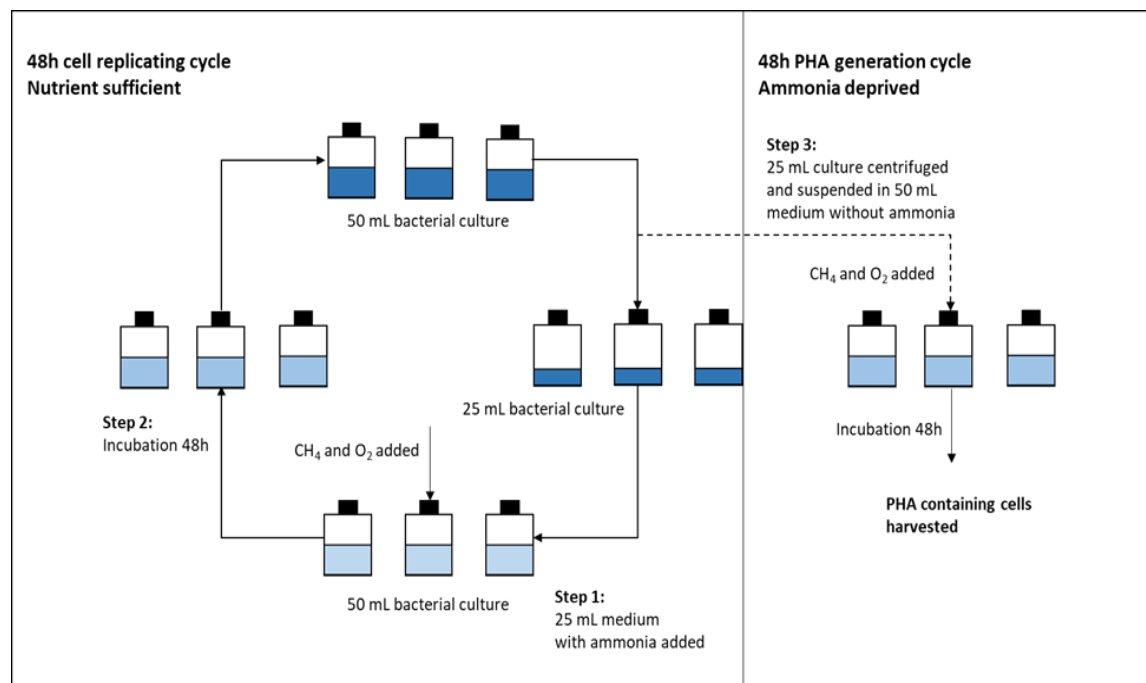 48h cell replicating cycle
Nutrient sufficient
50 mL bacterial culture
25 mL bacterial culture
Step 2:
Incubation 48h
CH₄ and O₂ added
50 mL bacterial culture
Step 1:
25 mL medium
with ammonia added
48h PHA generation cycle
Ammonia deprived
Step 3:
25 mL culture centrifuged
and suspended in 50 mL
medium without ammonia
CH₄ and O₂ added
Incubation 48h
PHA containing cells
harvested